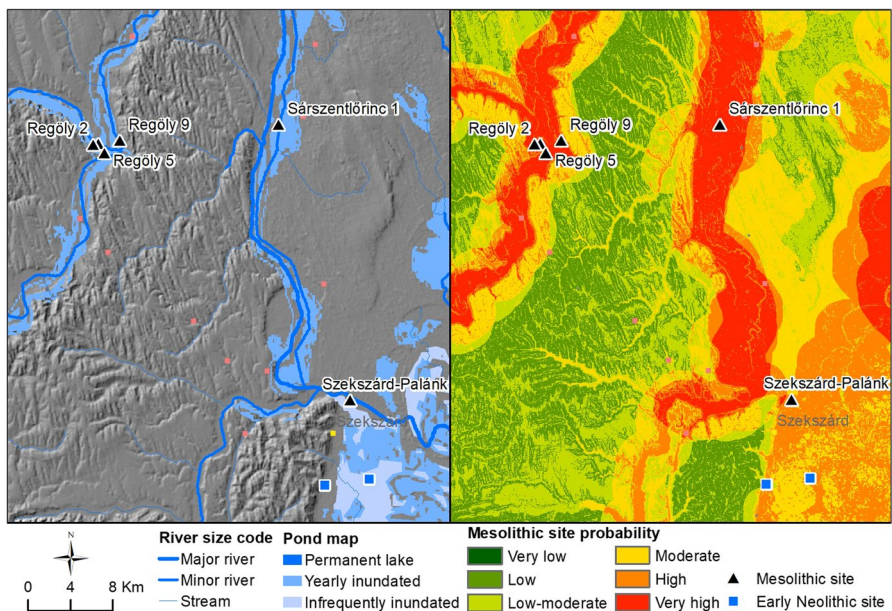 Sárszentlőrinc 1
Regöly 2
Regöly 9
Regöly 5
Szekszárd-Palánk
Szekszárd
Sárszentlőrinc 1
Regöly 2
Regöly 9
Regöly 5
Szekszárd-Palánk
Szekszárd
N
0 4 8 Km
River size code
Major river
Minor river
Stream
Pond map
Permanent lake
Yearly inundated
Infrequently inundated
Mesolithic site probability
Very low
Low
Low-moderate
Moderate
High
Very high
Mesolithic site
Early Neolithic site